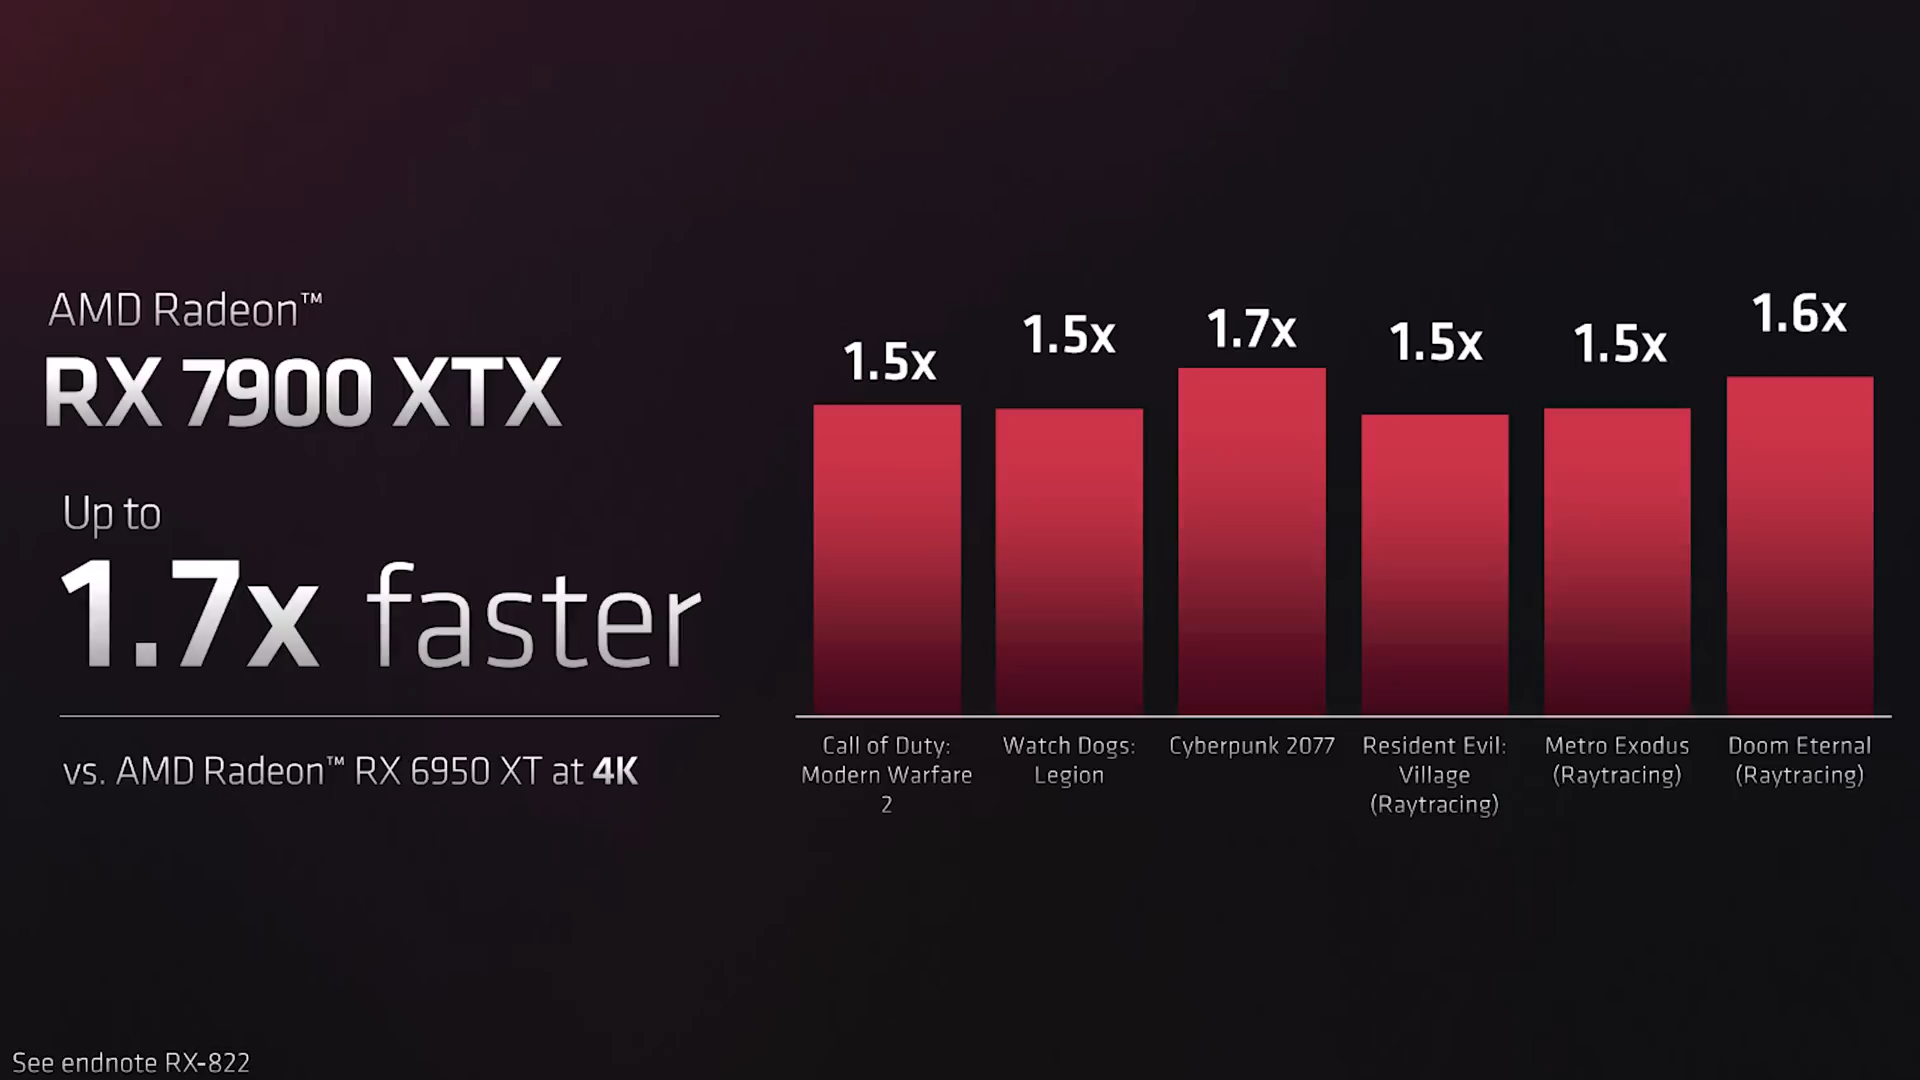 AMD Radeon™
RX 7900 XTX
Up to
1.7x faster
vs. AMD Radeon™ RX 6950 XT at 4K
1.5x
1.5x
1.7x
1.5x
1.5x
1.6x
Call of Duty:
Modern Warfare
2
Watch Dogs:
Legion
Cyberpunk 2077
Resident Evil:
Village
(Raytracing)
Metro Exodus
(Raytracing)
Doom Eternal
(Raytracing)
See endnote RX-822